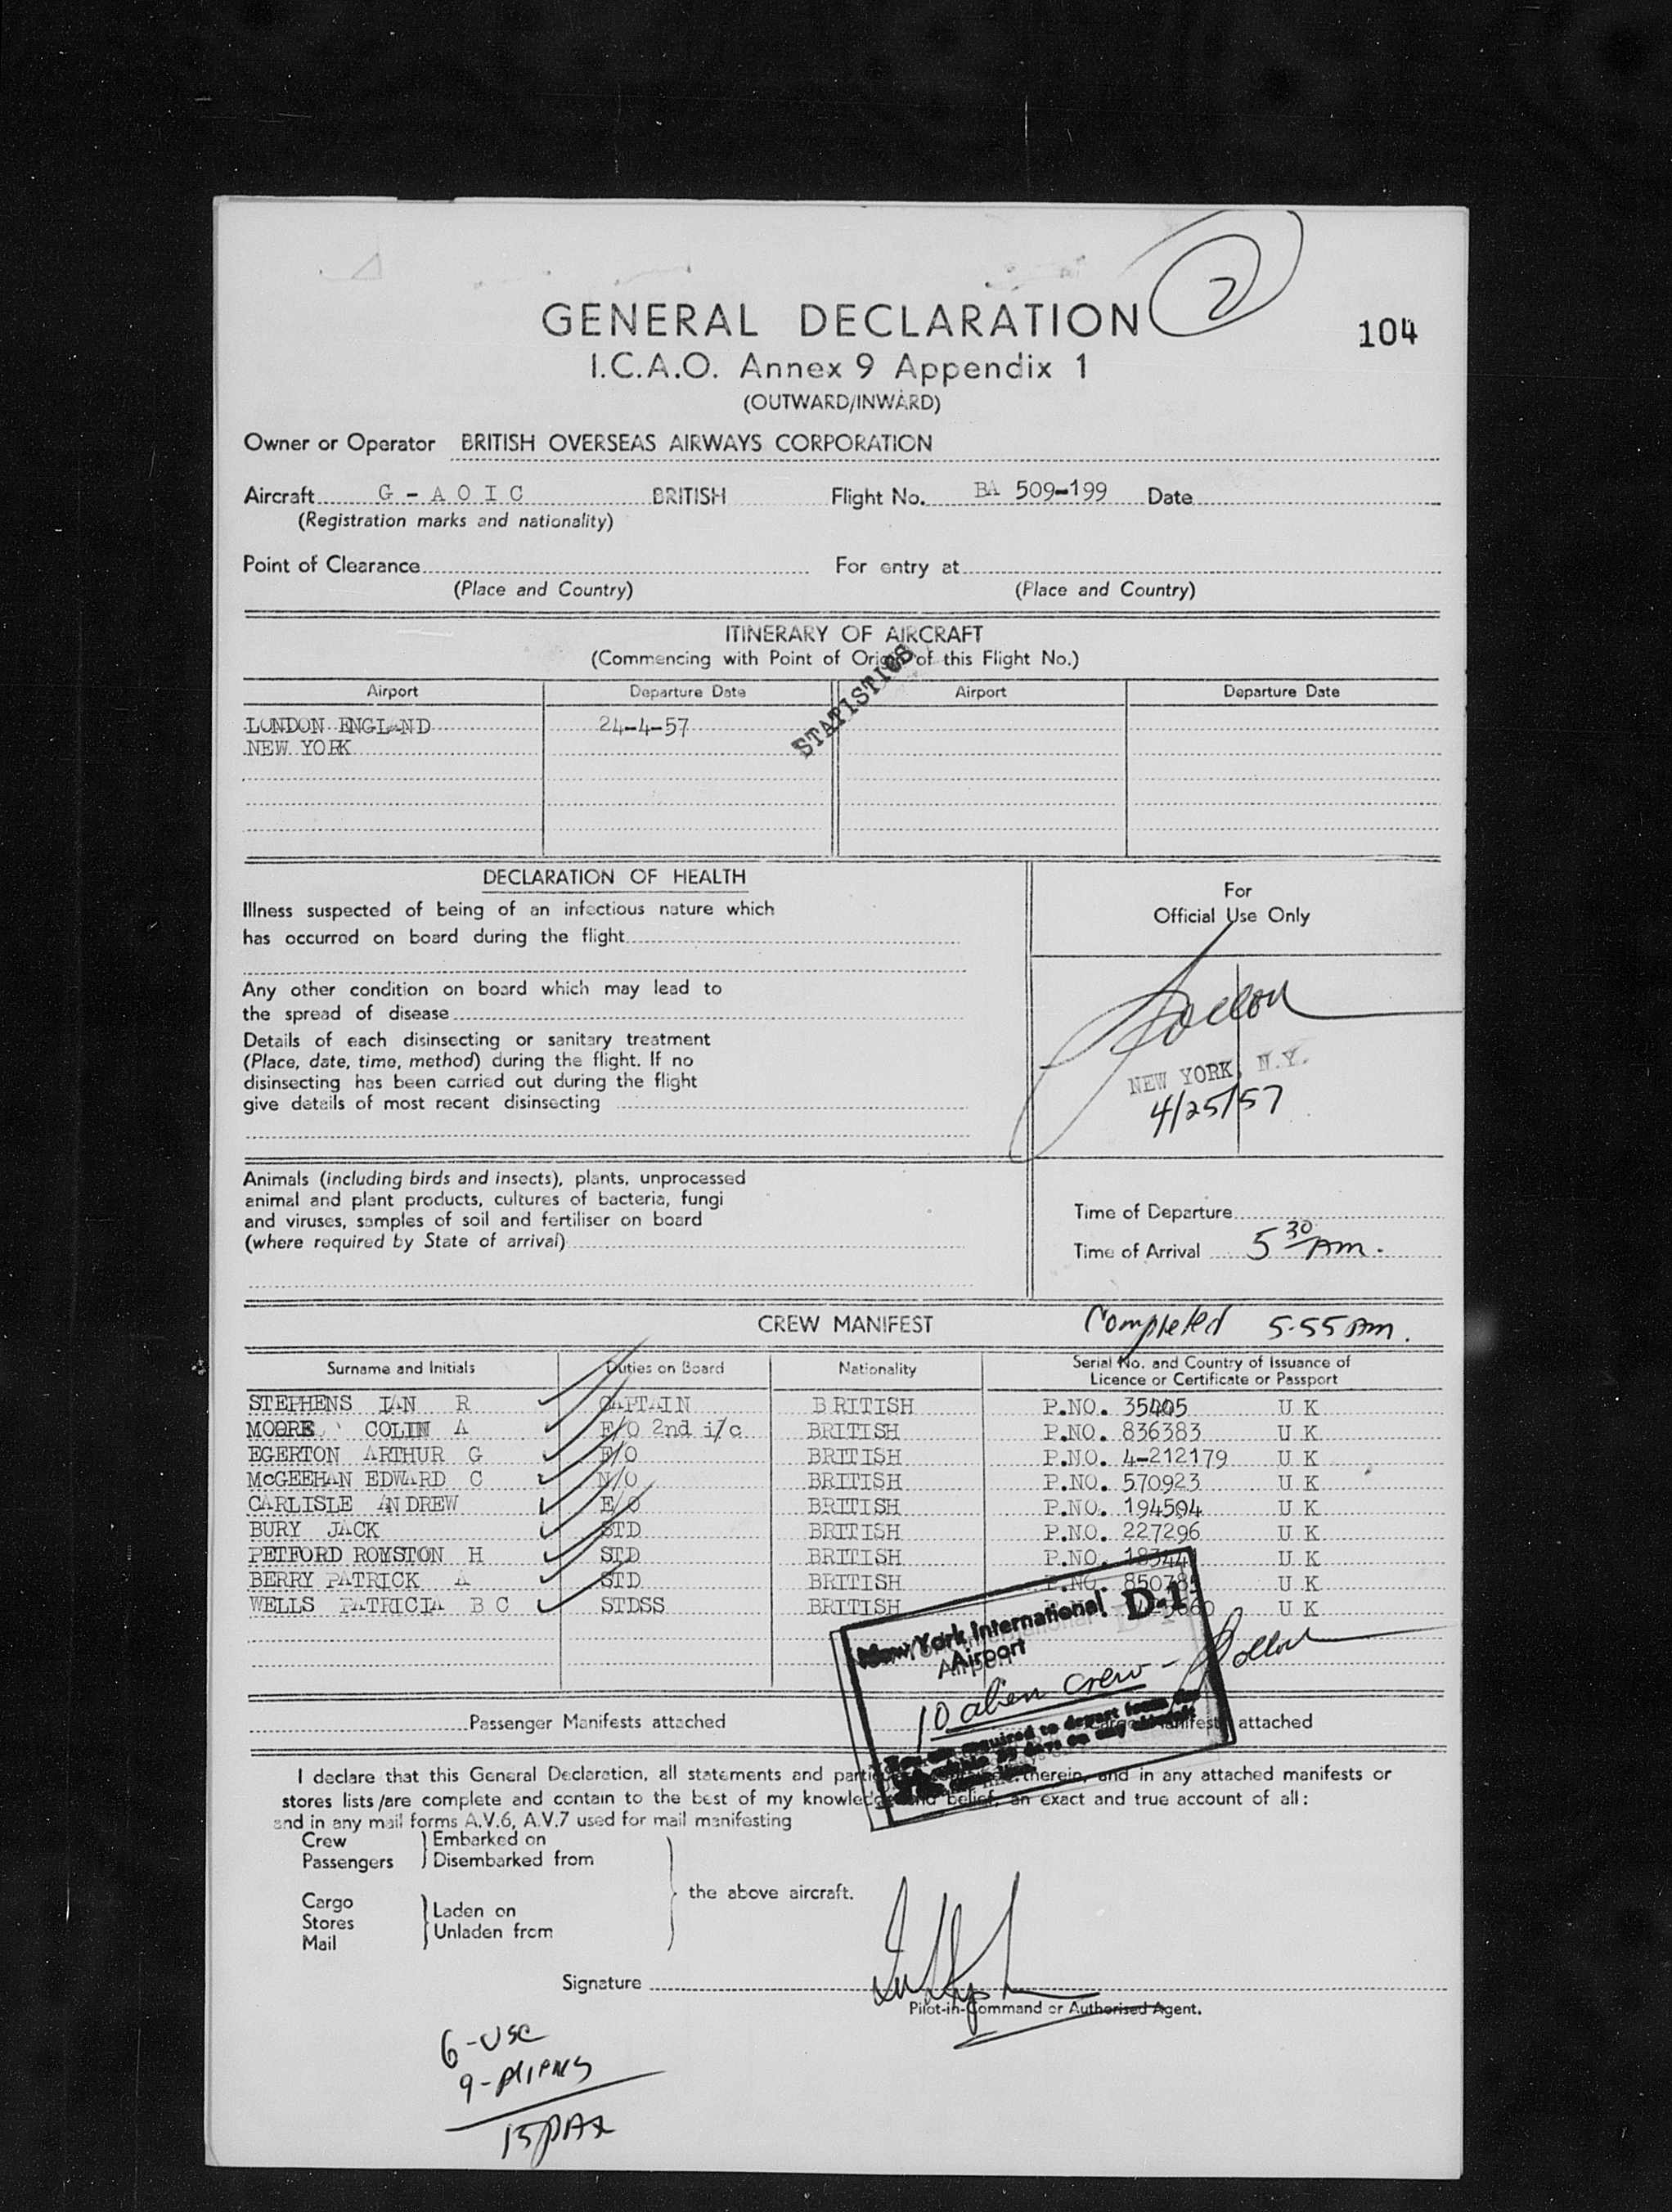 2
GENERAL DECLARATION
104
I.C.A.O. Annex 9 Appendix 1
(OUTWARD/INWARD)
Owner or Operator BRITISH OVERSEAS AIRWAYS CORPORATION
Aircraft G - A O I C BRITISH Flight No. BA 509-199 Date
(Registration marks and nationality)
Point of Clearance For entry at
(Place and Country) (Place and Country)
ITINERARY OF AIRCRAFT
(Commencing with Point of Origin of this Flight No.)
STATISTICS
Airport Departure Date Airport Departure Date
LONDON ENGLAND 24-4-57
NEW YORK
DECLARATION OF HEALTH
Illness suspected of being of an infectious nature which
has occurred on board during the flight
Any other condition on board which may lead to
the spread of disease
Details of each disinsecting or sanitary treatment
(Place, date, time, method) during the flight. If no
disinsecting has been carried out during the flight
give details of most recent disinsecting
For
Official Use Only
NEW YORK, N.Y.
4/25/57
Animals (including birds and insects), plants, unprocessed
animal and plant products, cultures of bacteria, fungi
and viruses, samples of soil and fertiliser on board
(where required by State of arrival)
Time of Departure
Time of Arrival 5 30 Am.
CREW MANIFEST Completed 5.55 Am.
Surname and Initials Duties on Board Nationality Serial No. and Country of Issuance of
Licence or Certificate or Passport
STEPHENS IAN R CAPTAIN BRITISH P.NO. 35405 U K
MOORE COLIN A F/O 2nd i/c BRITISH P.NO. 836383 U K
EGERTON ARTHUR G F/O BRITISH P.NO. 4-212179 U K
McGEEHAN EDWARD C N/O BRITISH P.NO. 570923 U K
CARLISLE ANDREW E/O BRITISH P.NO. 194504 U K
BURY JACK STD BRITISH P.NO. 227296 U K
PETFORD ROYSTON H STD BRITISH P.NO. U K
BERRY PATRICK A STD BRITISH P.NO. U K
WELLS PATRICIA B C STDSS BRITISH U K
New York International D-1
Airport
10 alien crew -
Passenger Manifests attached Cargo Manifests attached
I declare that this General Declaration, all statements and therein, and in any attached manifests or
stores lists /are complete and contain to the best of my knowledge and belief, an exact and true account of all:
and in any mail forms A.V.6, A.V.7 used for mail manifesting
Crew Embarked on
Passengers Disembarked from
the above aircraft.
Cargo
Stores
Mail
Laden on
Unladen from
Signature
Pilot-in-Command or Authorised Agent.
6-USC
9-Aliens
15 PAX